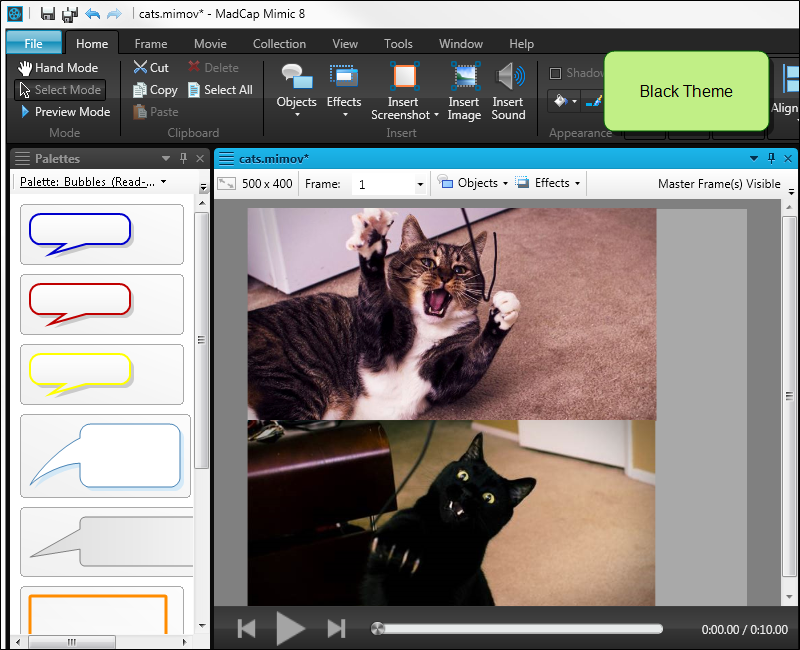 cats.mimov* - MadCap Mimic 8
File Home Frame Movie Collection View Tools Window Help
Hand Mode
Select Mode
Preview Mode
Mode
Cut
Copy
Paste
Delete
Select All
Clipboard
Objects
Effects
Insert
Screenshot
Insert
Image
Insert
Sound
Insert
Shadow
Appearance
Black Theme
Align
Palettes
Palette: Bubbles (Read-...
cats.mimov*
500 x 400 Frame: 1 Objects Effects Master Frame(s) Visible
0:00.00 / 0:10.00